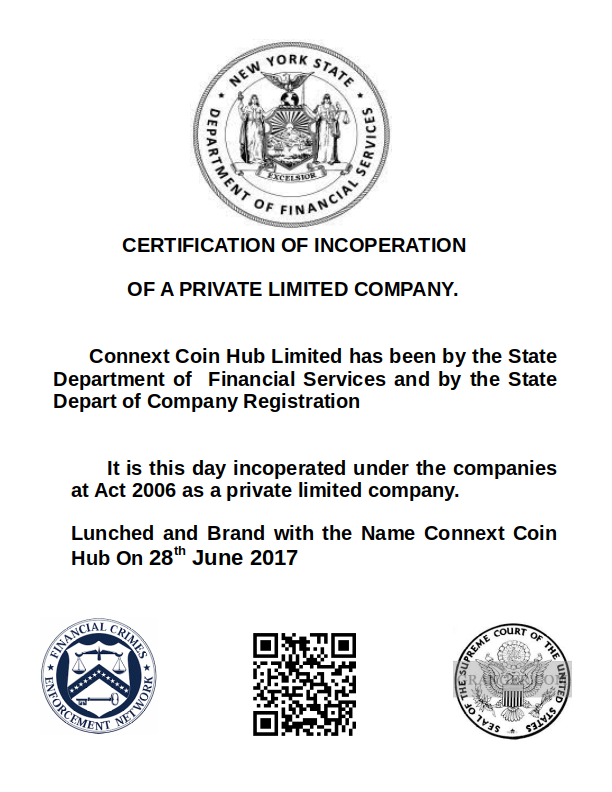 NEW YORK STATE
DEPARTMENT OF FINANCIAL SERVICES
EXCELSIOR
CERTIFICATION OF INCOPERATION
OF A PRIVATE LIMITED COMPANY.
Connext Coin Hub Limited has been by the State
Department of Financial Services and by the State
Depart of Company Registration
It is this day incoperated under the companies
at Act 2006 as a private limited company.
Lunched and Brand with the Name Connext Coin
Hub On 28th June 2017
FINANCIAL CRIMES
ENFORCEMENT NETWORK
SEAL OF THE SUPREME COURT OF THE UNITED STATES